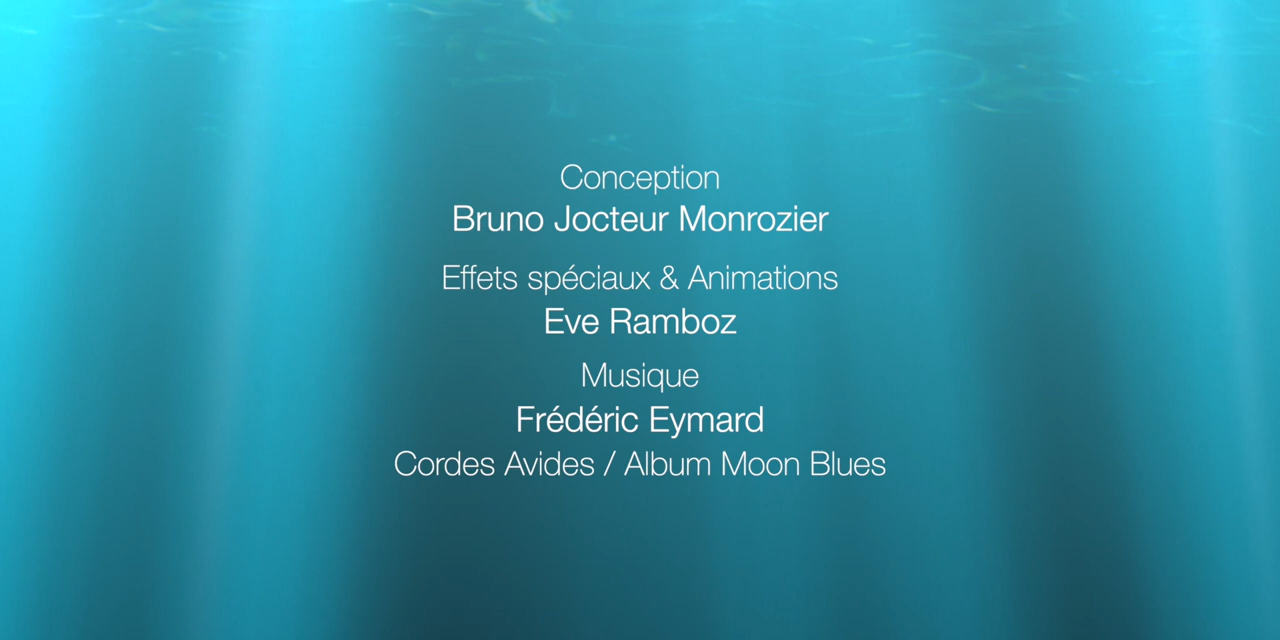 Conception
Bruno Jocteur Monrozier
Effets spéciaux & Animations
Eve Ramboz
Musique
Frédéric Eymard
Cordes Avides / Album Moon Blues